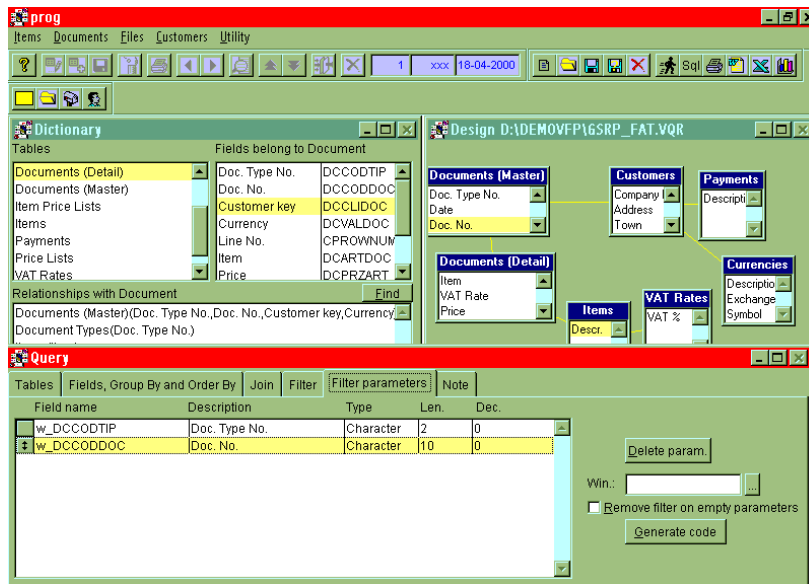 prog
Items Documents Files Customers Utility
1 xxx 18-04-2000 Sql
Dictionary
Tables Fields belong to Document
Documents (Detail)
Documents (Master)
Item Price Lists
Items
Payments
Price Lists
VAT Rates
Doc. Type No. DCCODTIP
Doc. No. DCCODDOC
Customer key DCCLIDOC
Currency DCVALDOC
Line No. CPROWNUM
Item DCARTDOC
Price DCPRZART
Relationships with Document Find
Documents (Master)(Doc. Type No.,Doc. No.,Customer key,Currency
Document Types(Doc. Type No.)
Design D:\DEMOVFP\GSRP_FAT.VQR
Documents (Master)
Doc. Type No.
Date
Doc. No.
Customers
Company
Address
Town
Payments
Descripti
Documents (Detail)
Item
VAT Rate
Price
Items
Descr.
VAT Rates
VAT %
Currencies
Descriptio
Exchange
Symbol
Query
Tables Fields, Group By and Order By Join Filter Filter parameters Note
Field name Description Type Len. Dec.
w_DCCODTIP Doc. Type No. Character 2 0
w_DCCODDOC Doc. No. Character 10 0
Delete param.
Win.: ...
Remove filter on empty parameters
Generate code